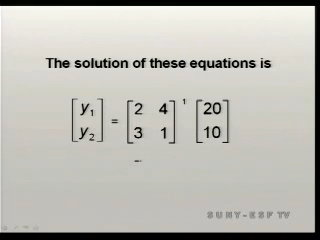 The solution of these equations is
[y1] = [2 4]1 [20]
[y2]   [3 1]  [10]
SUNY-ESF TV